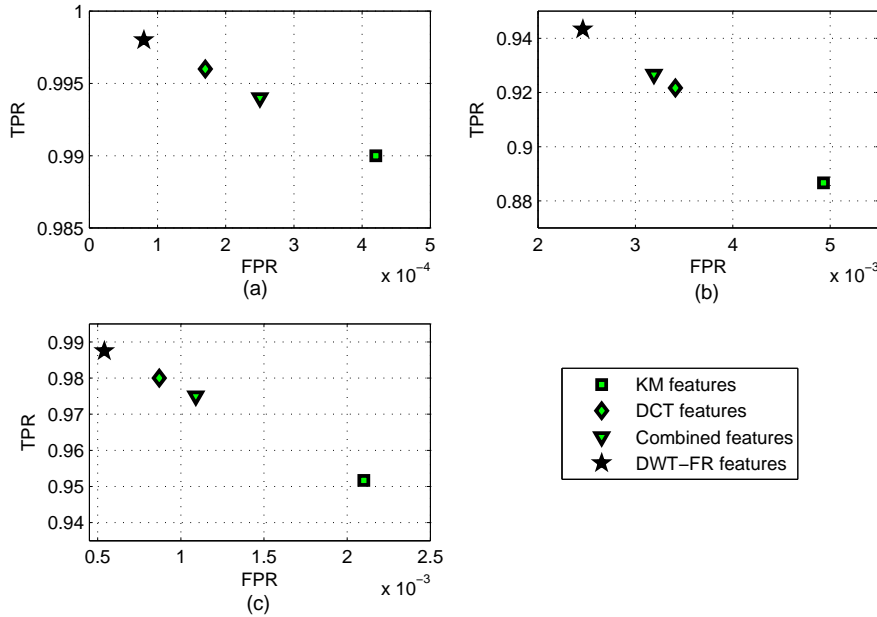 1
0.995
0.99
0.985
TPR
0 1 2 3 4 5
x 10⁻⁴
FPR
(a)
0.94
0.92
0.9
0.88
TPR
2 3 4 5
x 10⁻³
FPR
(b)
0.99
0.98
0.97
0.96
0.95
0.94
TPR
0.5 1 1.5 2 2.5
x 10⁻³
FPR
(c)
KM features
DCT features
Combined features
DWT−FR features